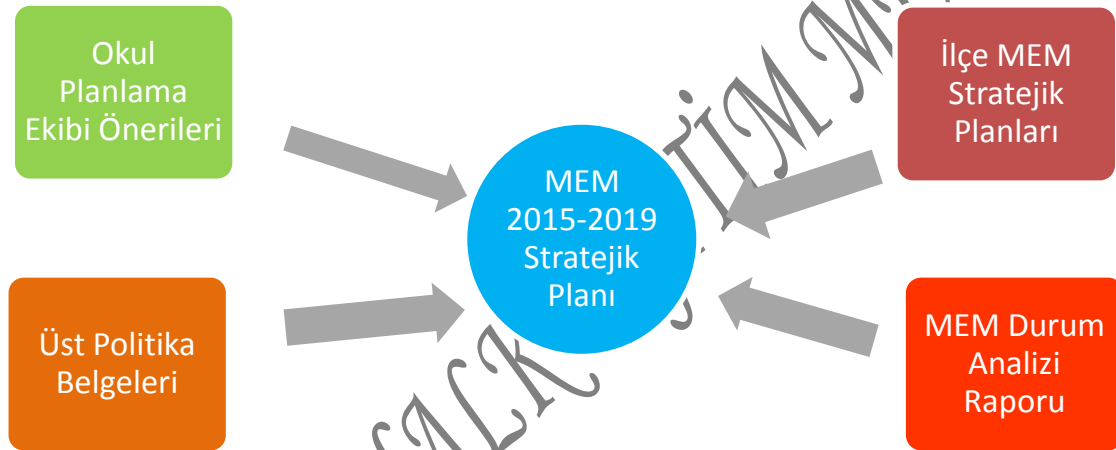 Okul
Planlama
Ekibi Önerileri
İlçe MEM
Stratejik
Planları
MEM
2015-2019
Stratejik
Planı
Üst Politika
Belgeleri
MEM Durum
Analizi
Raporu